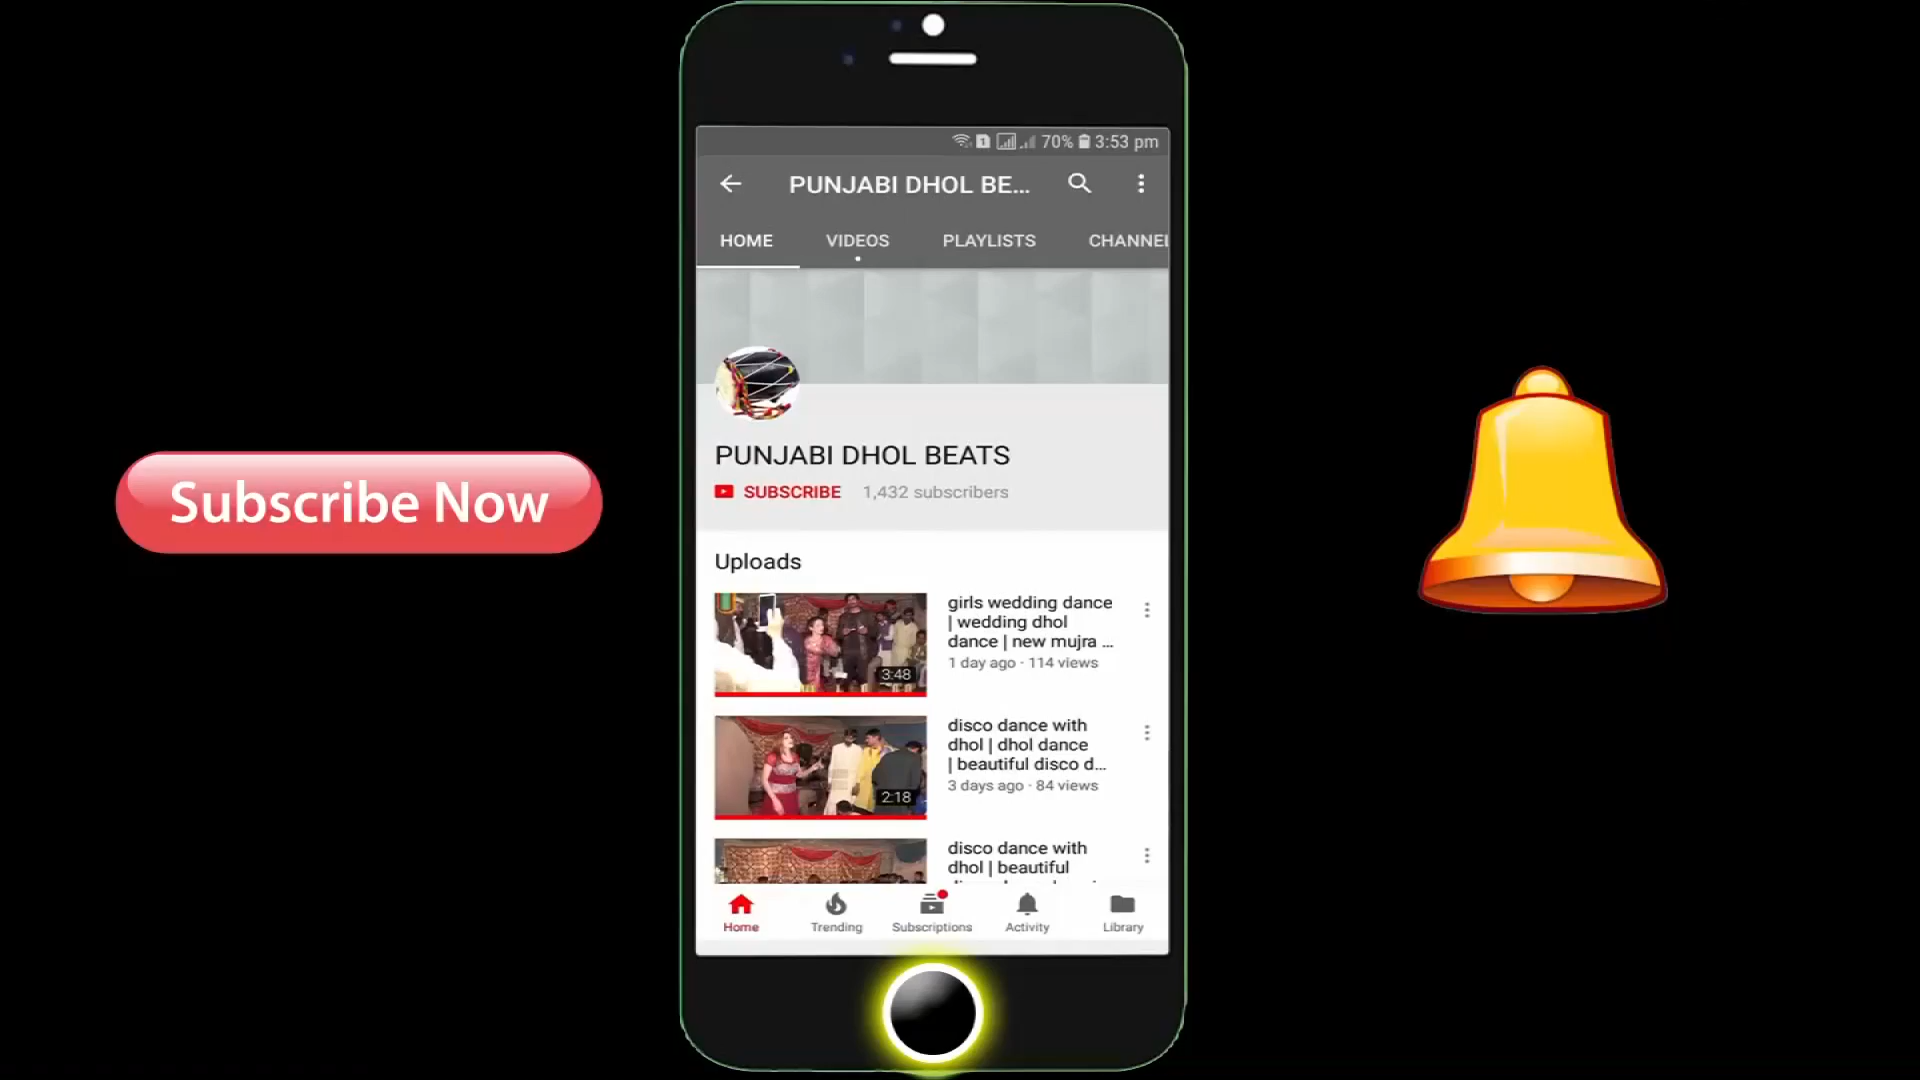 70% 3:53 pm
PUNJABI DHOL BE...
HOME VIDEOS PLAYLISTS CHANNEL
PUNJABI DHOL BEATS
SUBSCRIBE 1,432 subscribers
Subscribe Now
Uploads
girls wedding dance
| wedding dhol
dance | new mujra ...
1 day ago · 114 views
3:48
disco dance with
dhol | dhol dance
| beautiful disco d...
3 days ago · 84 views
2:18
disco dance with
dhol | beautiful
Home Trending Subscriptions Activity Library